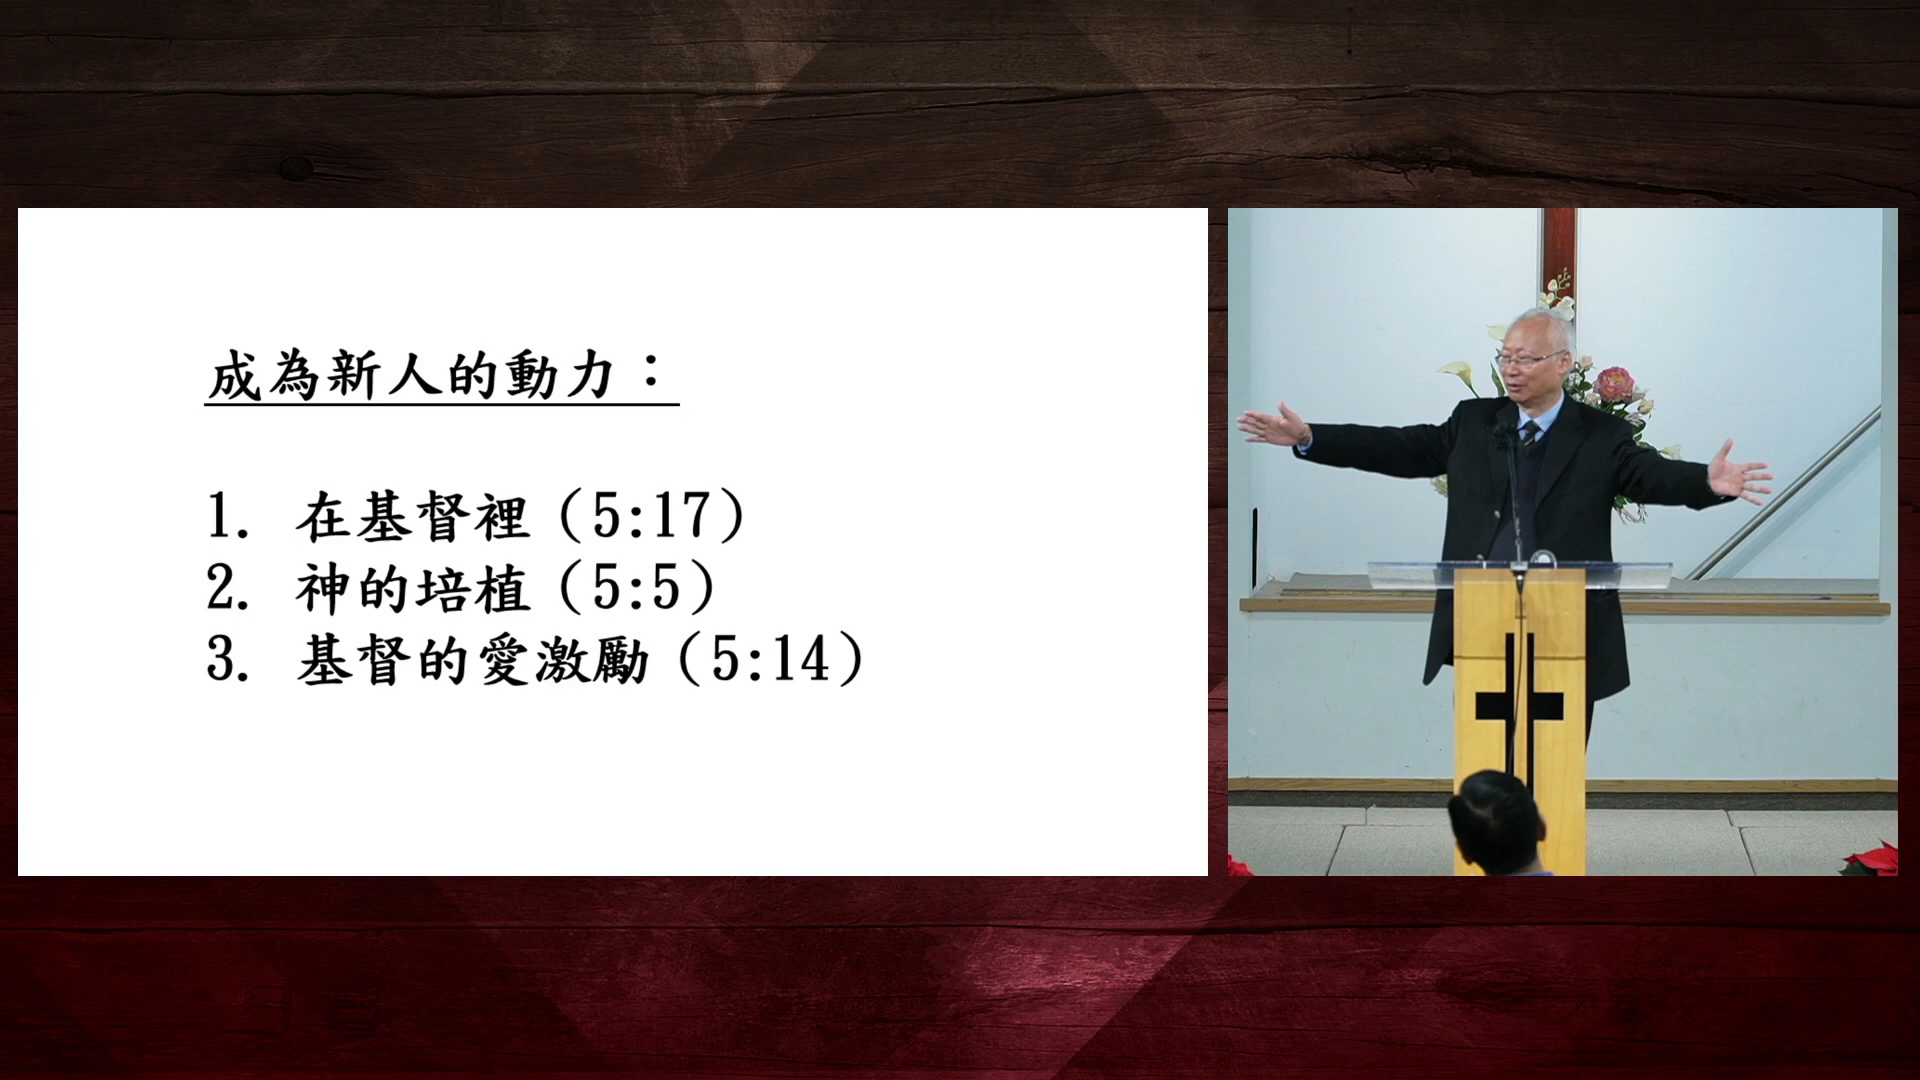 成為新人的動力：
1. 在基督裡（5:17）
2. 神的培植（5:5）
3. 基督的愛激勵（5:14）